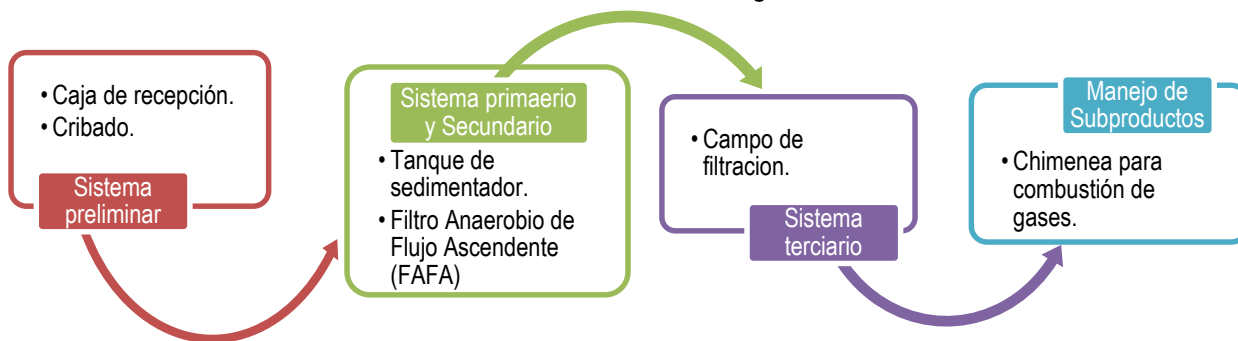 • Caja de recepción.
• Cribado.
Sistema
preliminar
Sistema primaerio
y Secundario
• Tanque de
sedimentador.
• Filtro Anaerobio de
Flujo Ascendente
(FAFA)
• Campo de
filtracion.
Sistema
terciario
Manejo de
Subproductos
• Chimenea para
combustión de
gases.